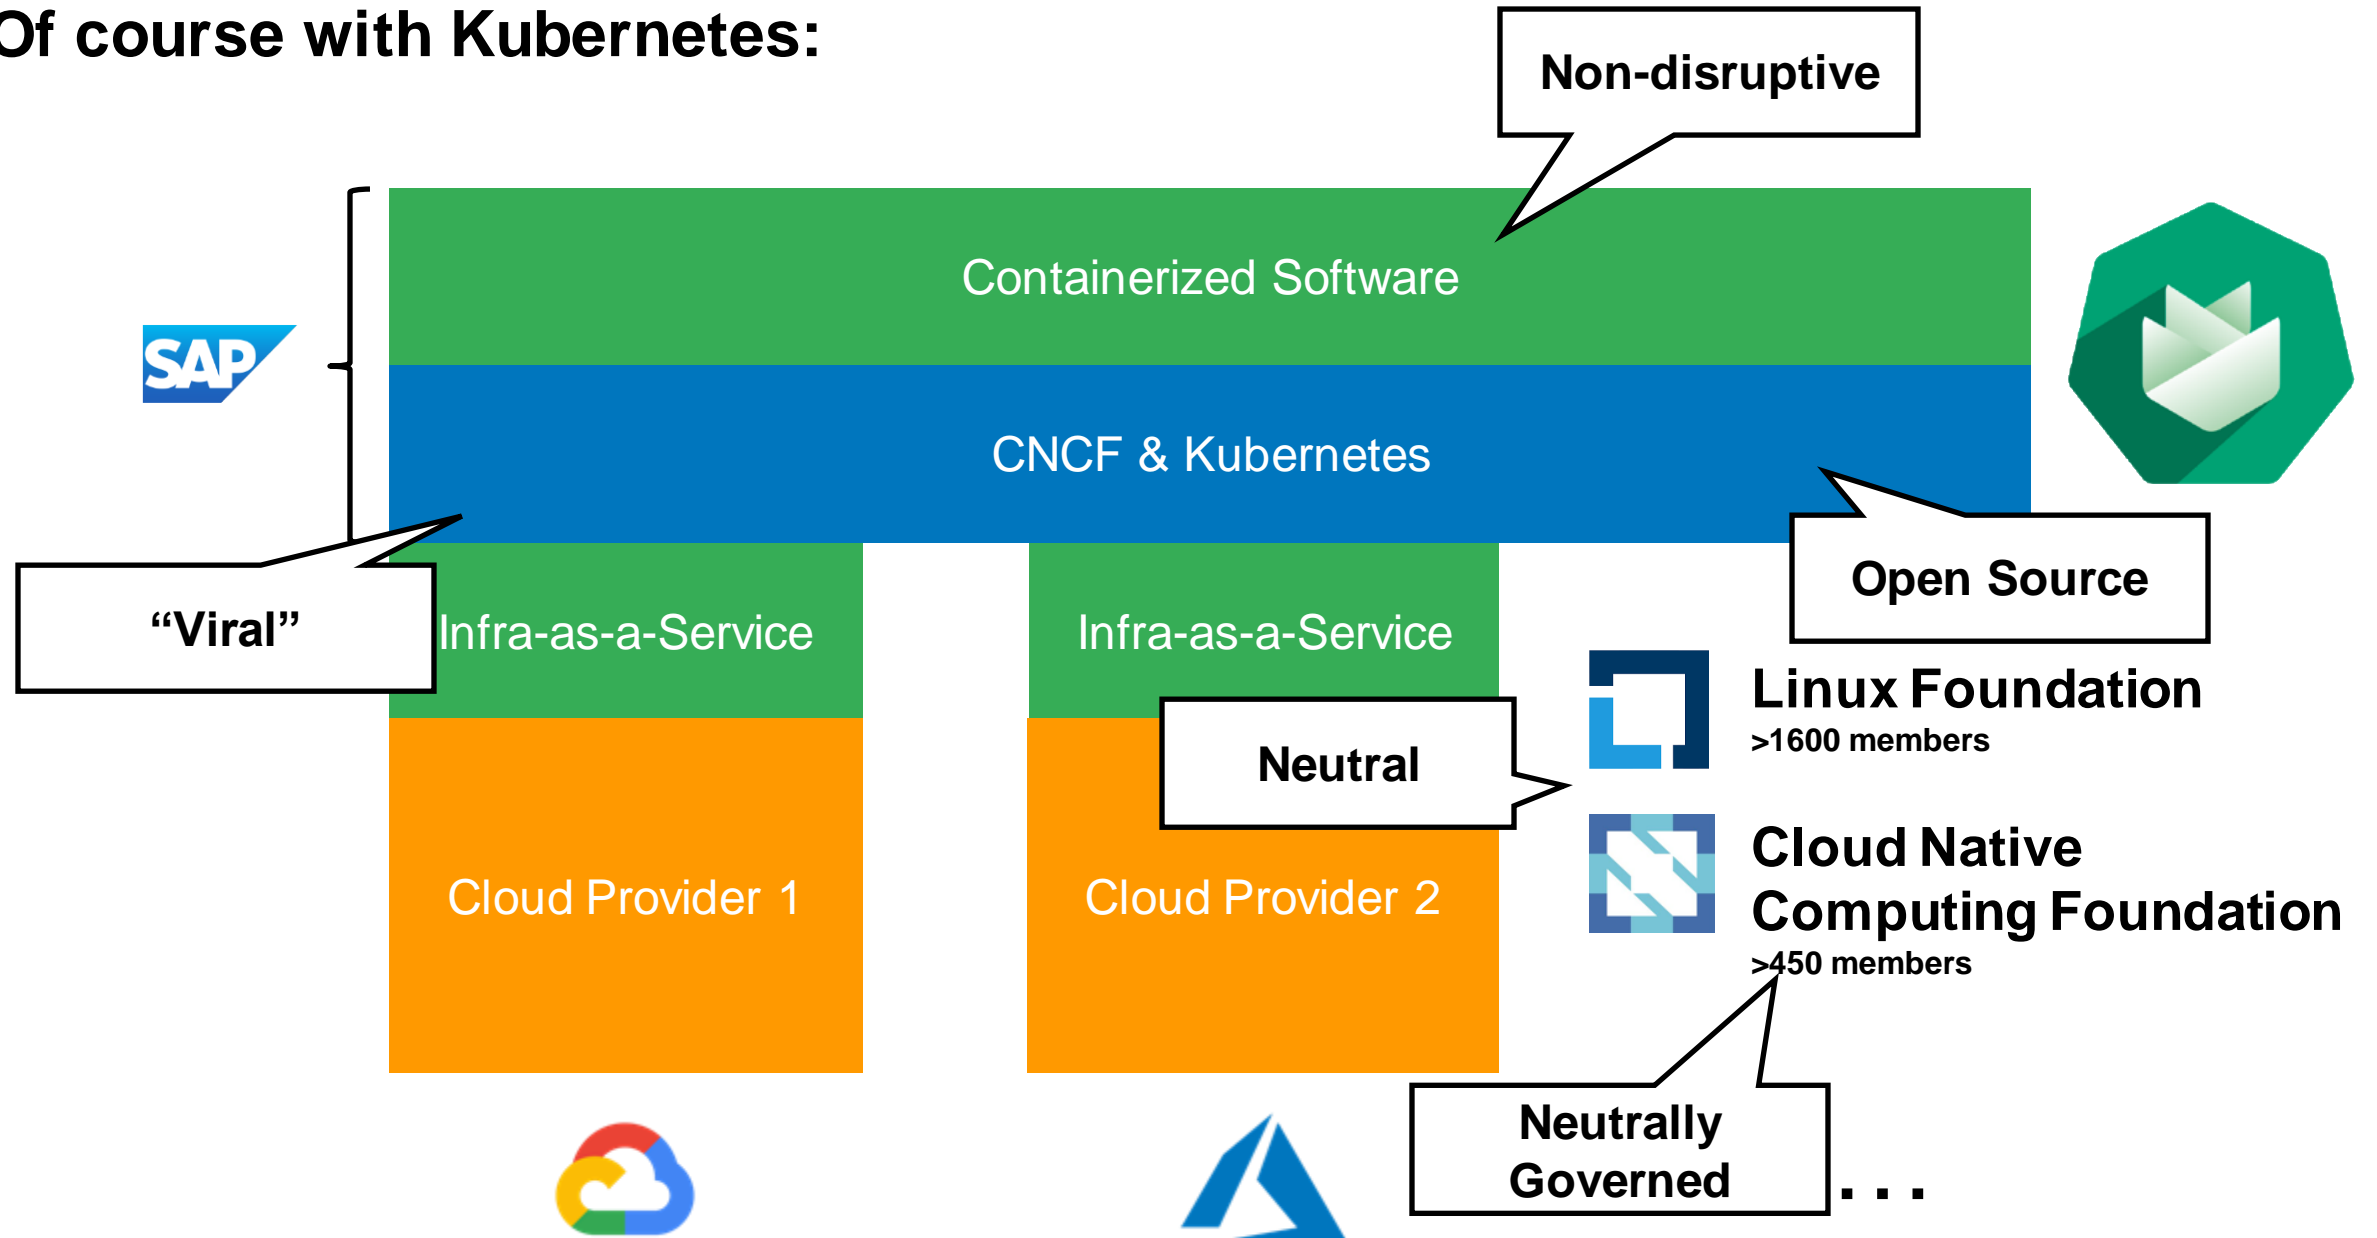 Of course with Kubernetes:
Non-disruptive
Containerized Software
SAP
CNCF & Kubernetes
Open Source
“Viral”
Infra-as-a-Service
Infra-as-a-Service
Linux Foundation
>1600 members
Neutral
Cloud Native
Computing Foundation
>450 members
Cloud Provider 1
Cloud Provider 2
Neutrally
Governed
...